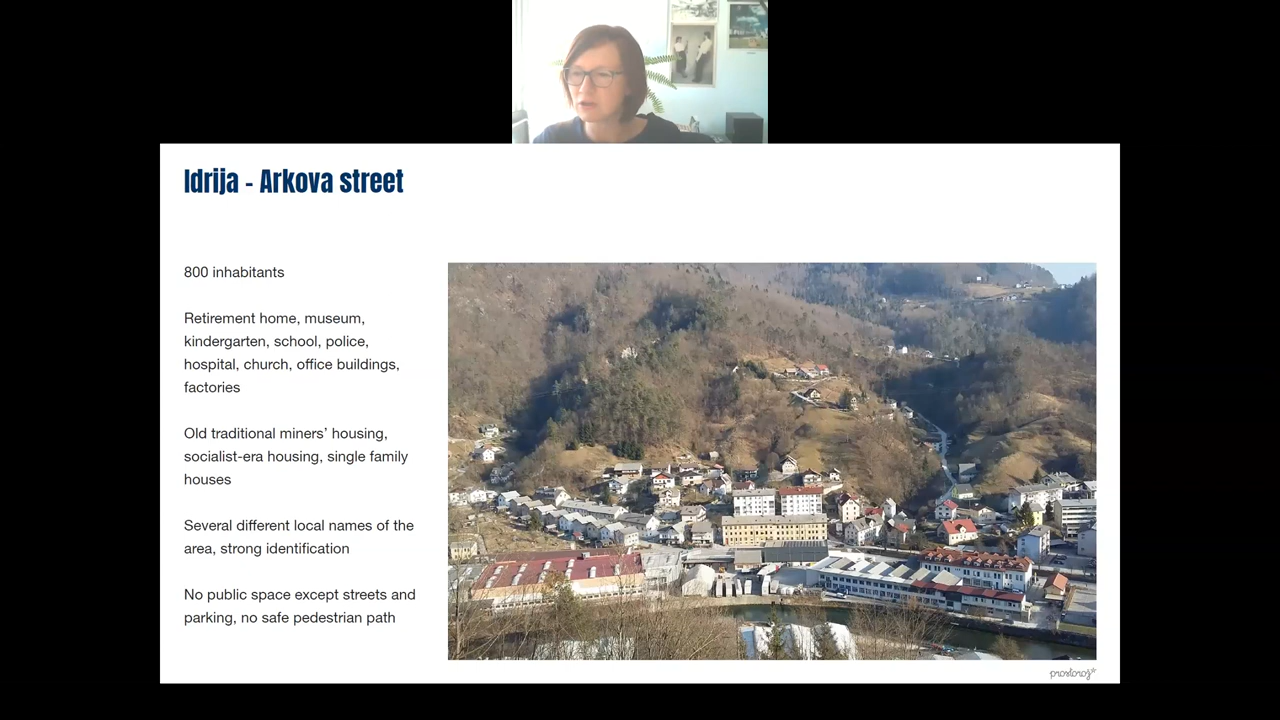 Idrija - Arkova street
800 inhabitants
Retirement home, museum,
kindergarten, school, police,
hospital, church, office buildings,
factories
Old traditional miners’ housing,
socialist-era housing, single family
houses
Several different local names of the
area, strong identification
No public space except streets and
parking, no safe pedestrian path
prostorož*